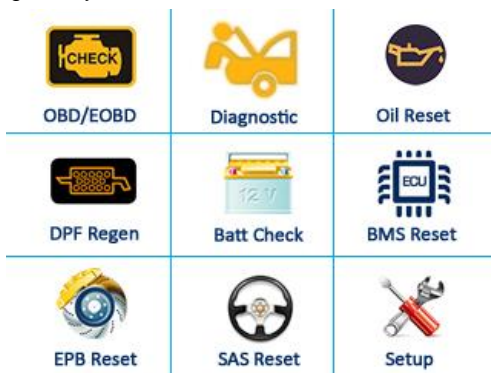 CHECK
OBD/EOBD
Diagnostic
Oil Reset
DPF Regen
12 V
Batt Check
ECU
BMS Reset
EPB Reset
SAS Reset
Setup